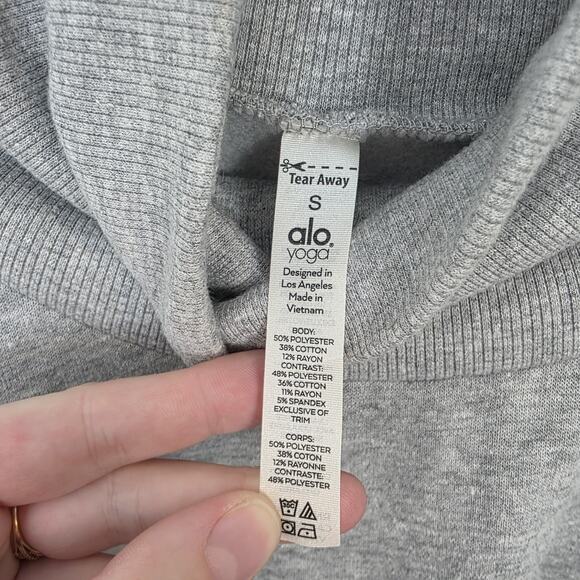 Tear Away
S
alo®
yoga
Designed in
Los Angeles
Made in
Vietnam
BODY:
50% POLYESTER
38% COTTON
12% RAYON
CONTRAST:
48% POLYESTER
36% COTTON
11% RAYON
5% SPANDEX
EXCLUSIVE OF
TRIM
CORPS:
50% POLYESTER
38% COTON
12% RAYONNE
CONTRASTE:
48% POLYESTER